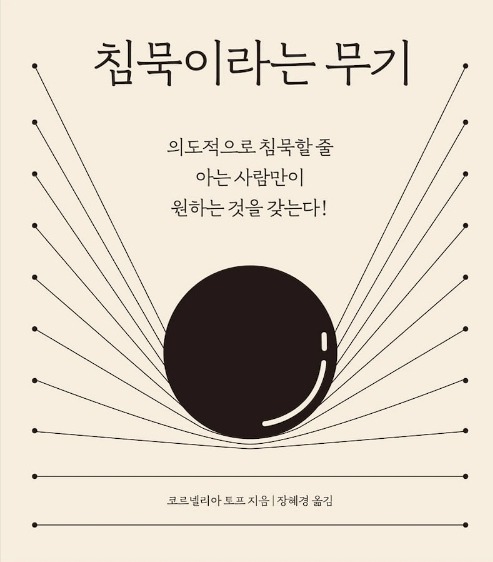 침묵이라는 무기
의도적으로 침묵할 줄
아는 사람만이
원하는 것을 갖는다!
코르넬리아 토프 지음 | 장혜경 옮김